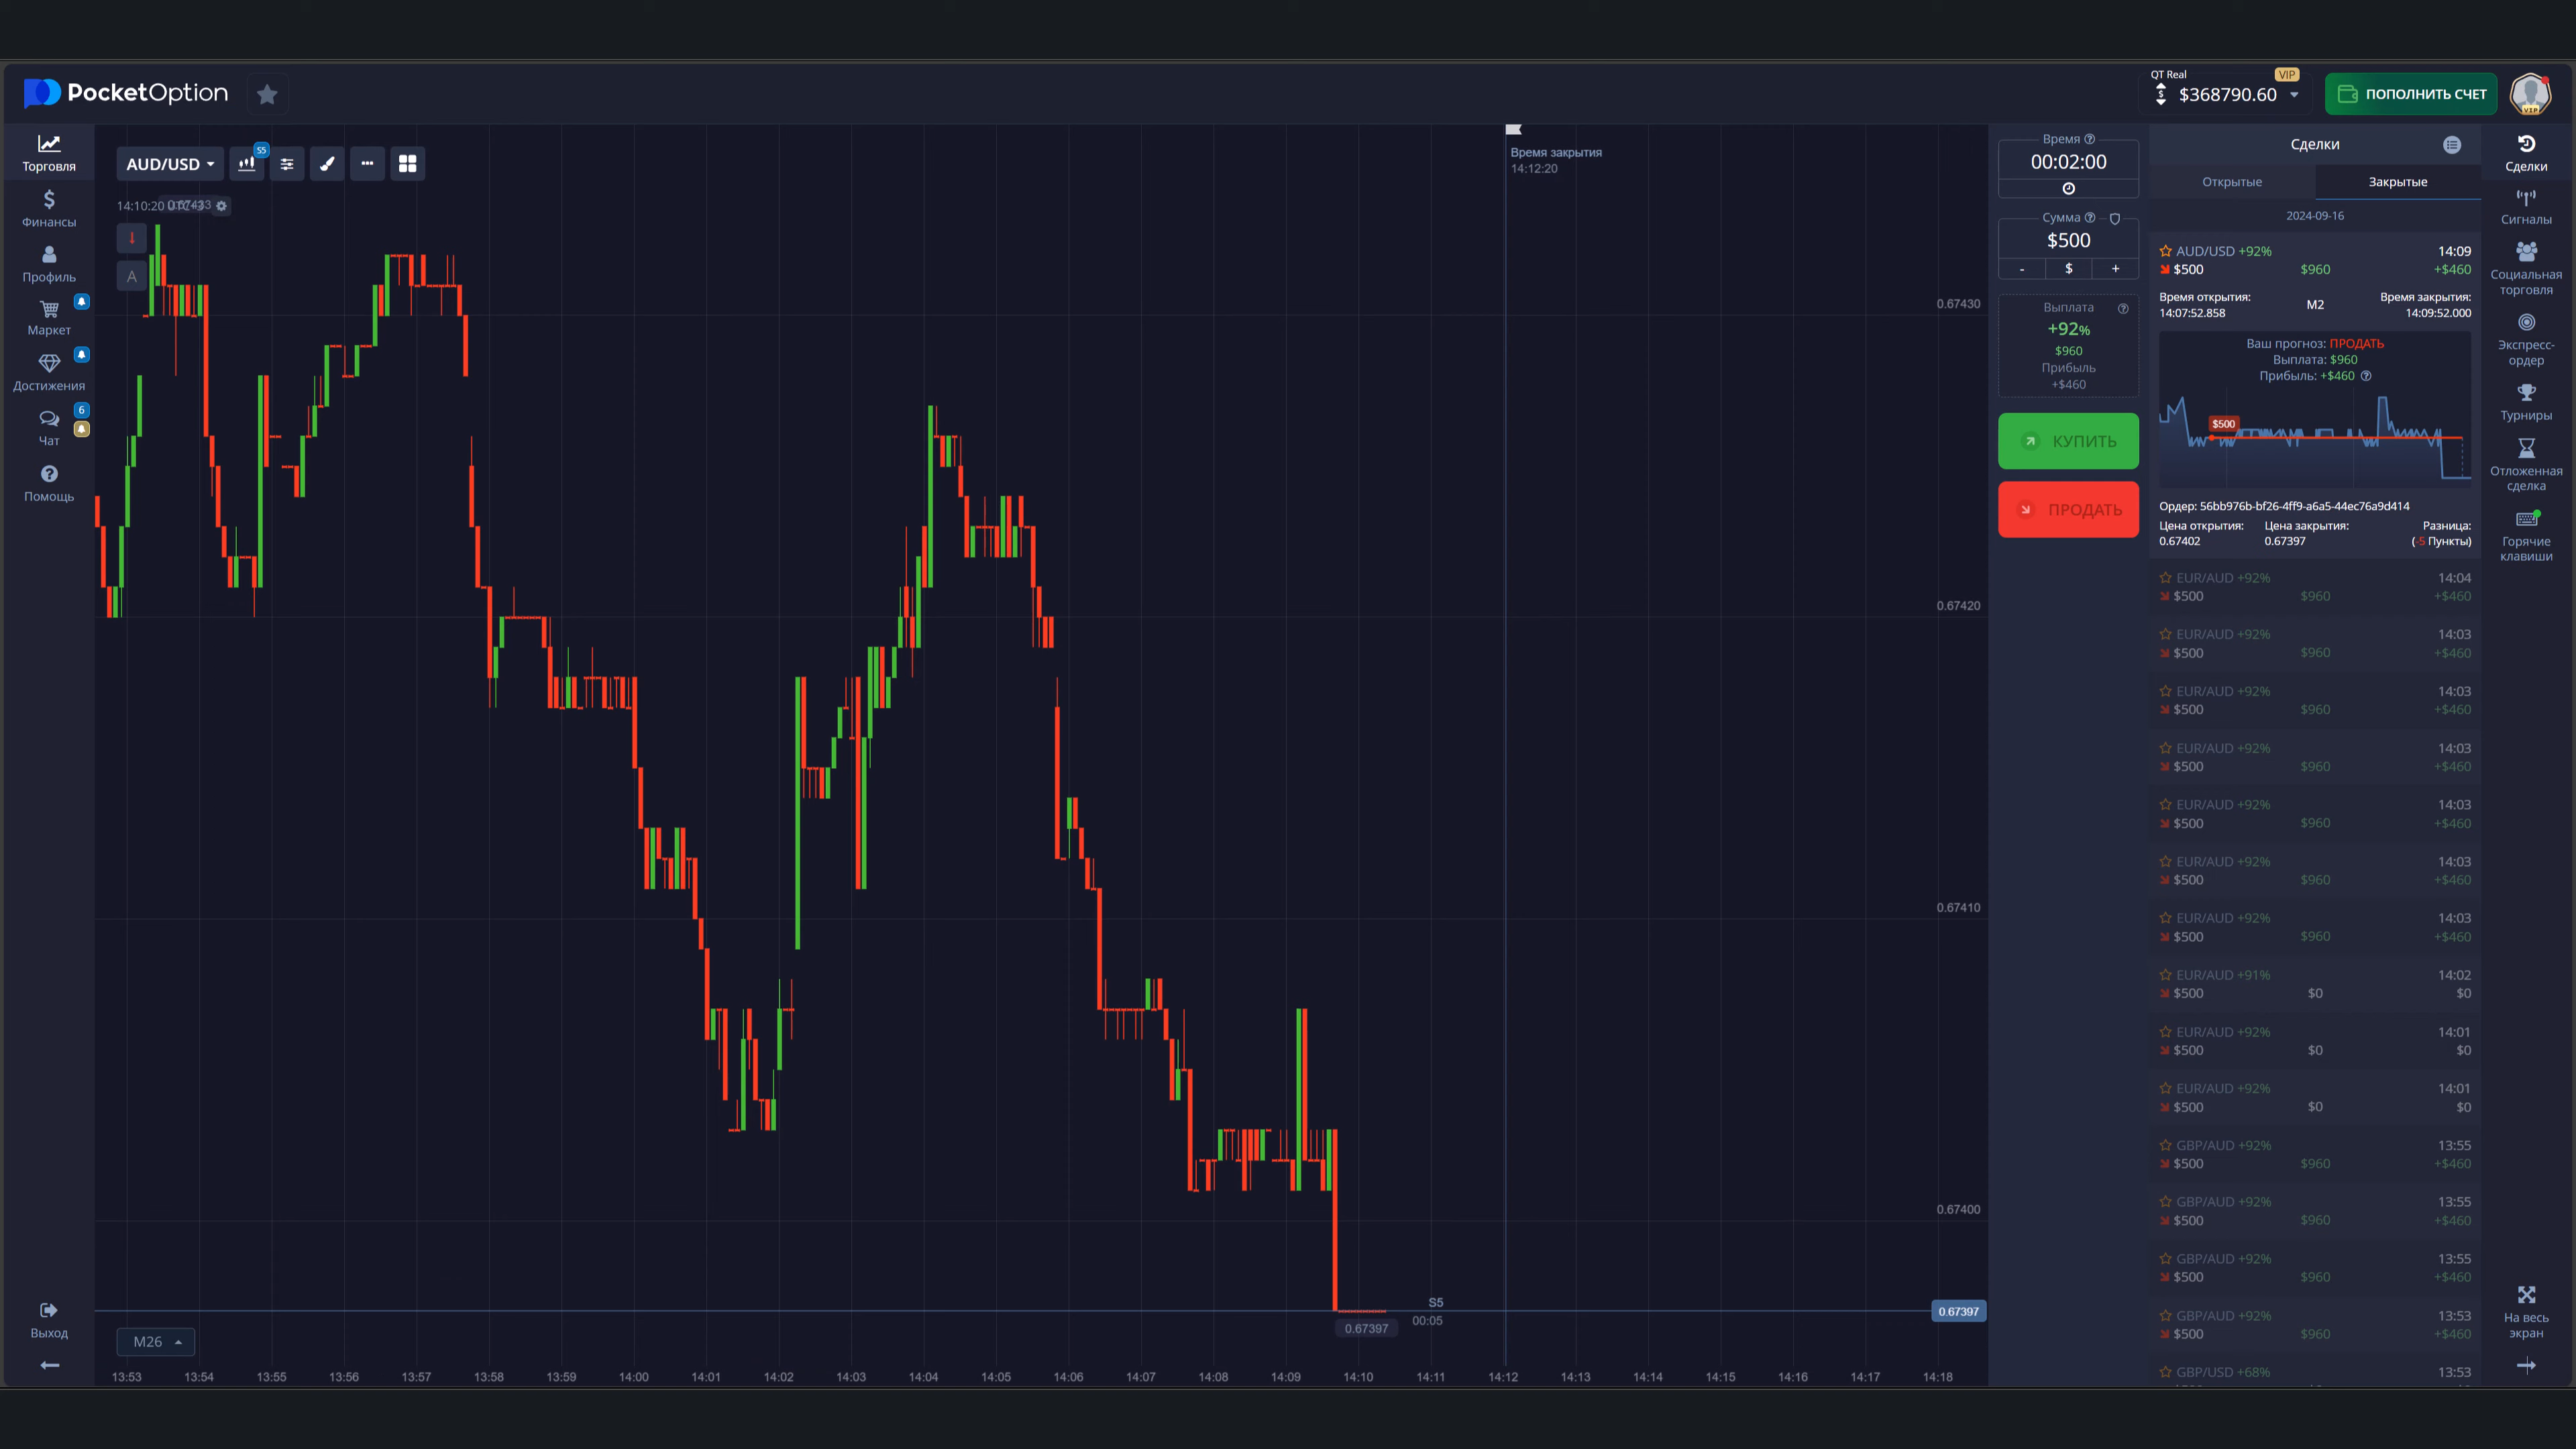 PocketOption
QT Real
VIP
$368790.60
ПОПОЛНИТЬ СЧЕТ
VIP
Торговля
Финансы
Профиль
Маркет
Достижения
6
Чат
Помощь
Выход
AUD/USD
S5
14:10:20
0.67433
A
Время закрытия
14:12:20
0.67430
0.67420
0.67410
0.67400
0.67397
S5
00:05
0.67397
M26
13:53 13:54 13:55 13:56 13:57 13:58 13:59 14:00 14:01 14:02 14:03 14:04 14:05 14:06 14:07 14:08 14:09 14:10 14:11 14:12 14:13 14:14 14:15 14:16 14:17 14:18
Время
00:02:00
Сумма
$500
- $ +
Выплата
+92%
$960
Прибыль
+$460
КУПИТЬ
ПРОДАТЬ
Сделки
Открытые Закрытые
2024-09-16
AUD/USD +92% 14:09
$500 $960 +$460
Время открытия: M2 Время закрытия:
14:07:52.858 14:09:52.000
Ваш прогноз: ПРОДАТЬ
Выплата: $960
Прибыль: +$460
$500
Ордер: 56bb976b-bf26-4ff9-a6a5-44ec76a9d414
Цена открытия: Цена закрытия: Разница:
0.67402 0.67397 (-5 Пункты)
EUR/AUD +92% 14:04
$500 $960 +$460
EUR/AUD +92% 14:03
$500 $960 +$460
EUR/AUD +92% 14:03
$500 $960 +$460
EUR/AUD +92% 14:03
$500 $960 +$460
EUR/AUD +92% 14:03
$500 $960 +$460
EUR/AUD +92% 14:03
$500 $960 +$460
EUR/AUD +92% 14:03
$500 $960 +$460
EUR/AUD +91% 14:02
$500 $0 $0
EUR/AUD +92% 14:01
$500 $0 $0
EUR/AUD +92% 14:01
$500 $0 $0
GBP/AUD +92% 13:55
$500 $960 +$460
GBP/AUD +92% 13:55
$500 $960 +$460
GBP/AUD +92% 13:55
$500 $960 +$460
GBP/AUD +92% 13:53
$500 $960 +$460
GBP/USD +68% 13:53
Сделки
Сигналы
Социальная
торговля
Экспресс-
ордер
Турниры
Отложенная
сделка
Горячие
клавиши
На весь
экран